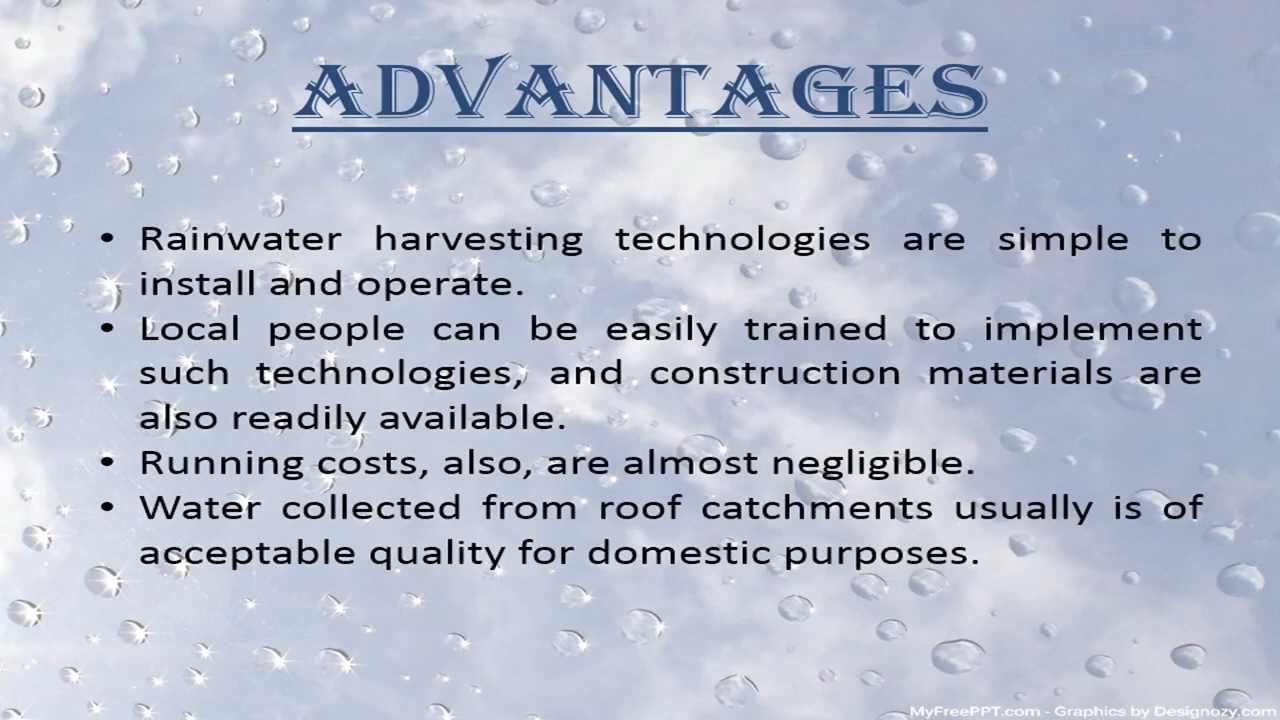 ADVANTAGES
• Rainwater harvesting technologies are simple to
install and operate.
• Local people can be easily trained to implement
such technologies, and construction materials are
also readily available.
• Running costs, also, are almost negligible.
• Water collected from roof catchments usually is of
acceptable quality for domestic purposes.
MyFreePPT.com - Graphics by Designozy.com